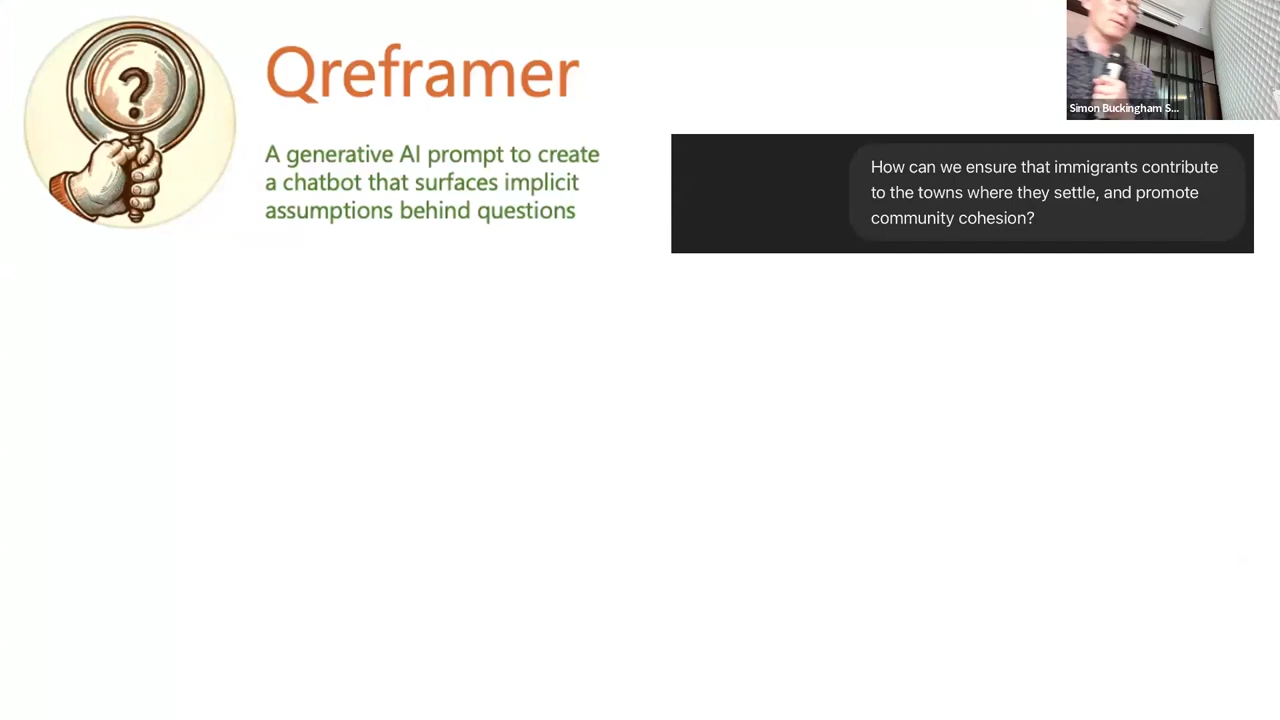 Qreframer
A generative AI prompt to create
a chatbot that surfaces implicit
assumptions behind questions
?
Simon Buckingham S...
How can we ensure that immigrants contribute
to the towns where they settle, and promote
community cohesion?